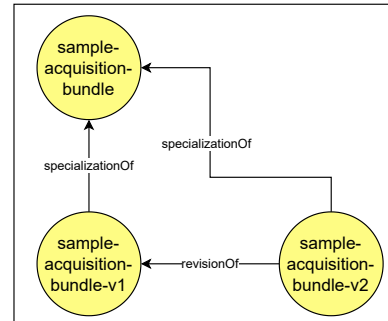 sample-
acquisition-
bundle
specializationOf
specializationOf
sample-
acquisition-
bundle-v1
revisionOf
sample-
acquisition-
bundle-v2